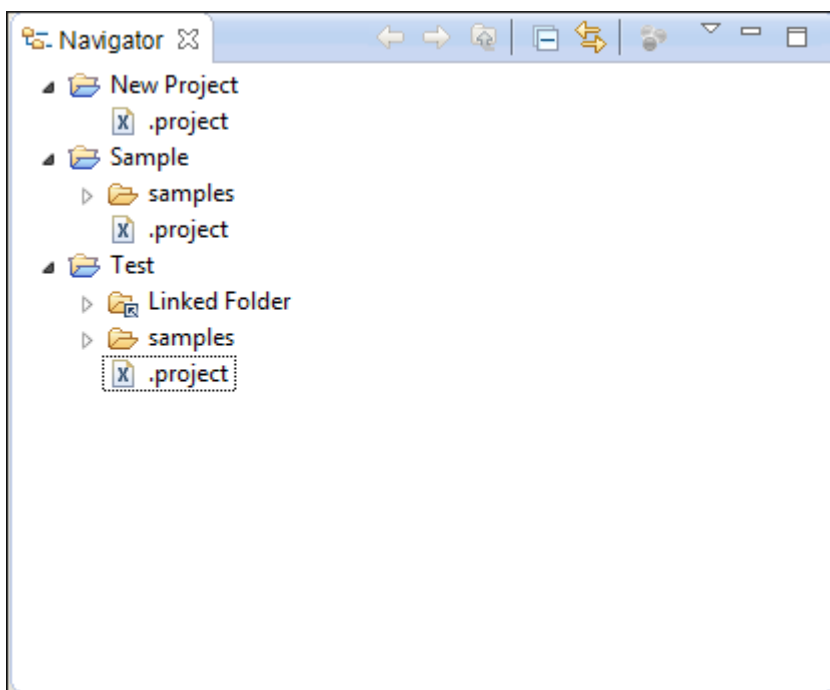 Navigator
New Project
.project
Sample
samples
.project
Test
Linked Folder
samples
.project